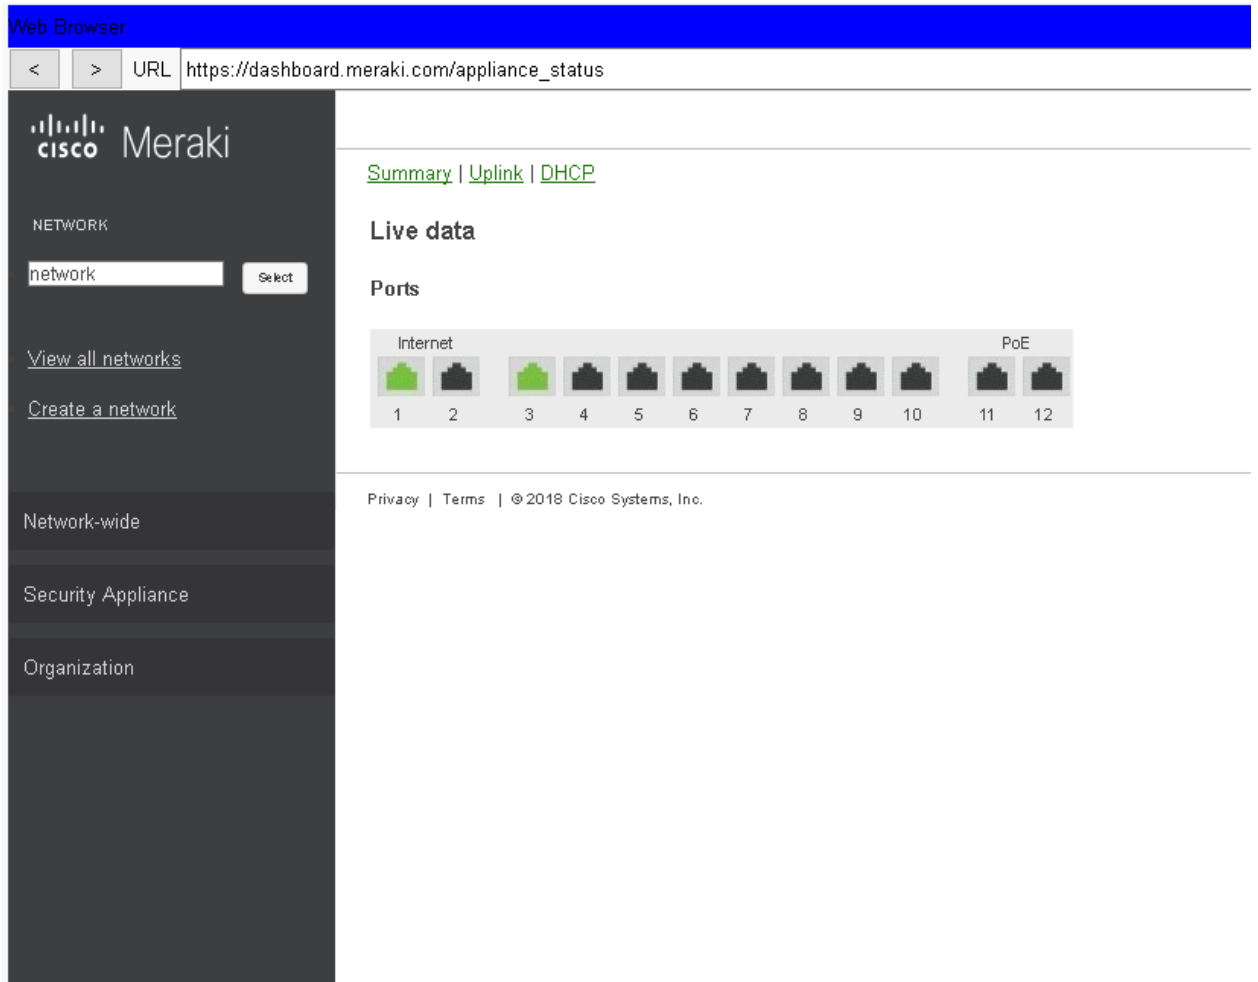 Web Browser
< > URL https://dashboard.meraki.com/appliance_status
cisco Meraki
NETWORK
network Select
View all networks
Create a network
Network-wide
Security Appliance
Organization
Summary | Uplink | DHCP
Live data
Ports
Internet PoE
1 2 3 4 5 6 7 8 9 10 11 12
Privacy | Terms | © 2018 Cisco Systems, Inc.